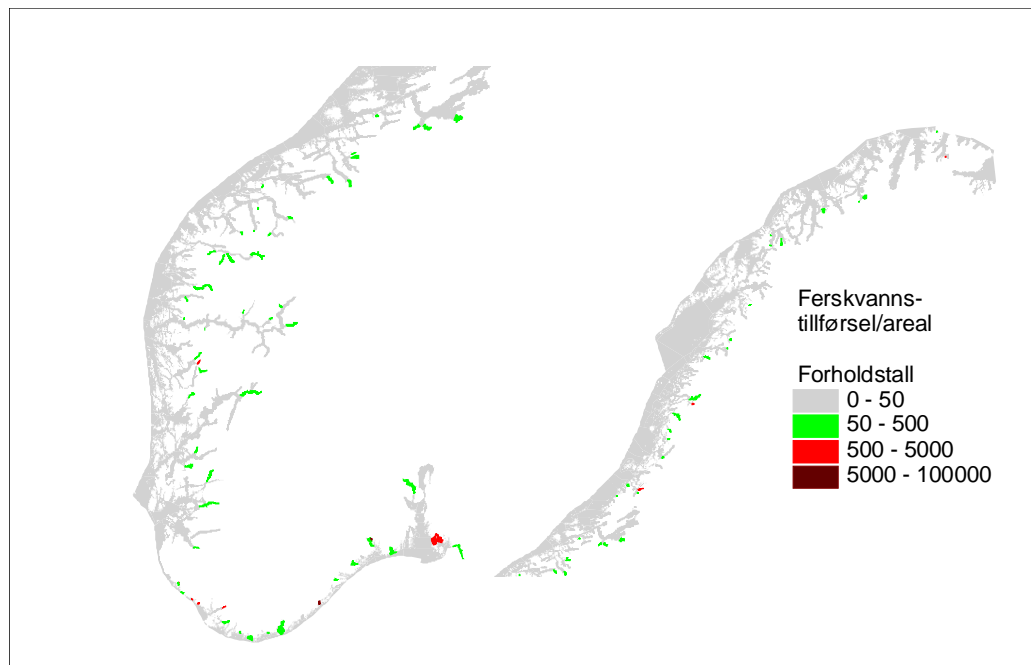 Ferskvanns-
tillførsel/areal
Forholdstall
0 - 50
50 - 500
500 - 5000
5000 - 100000